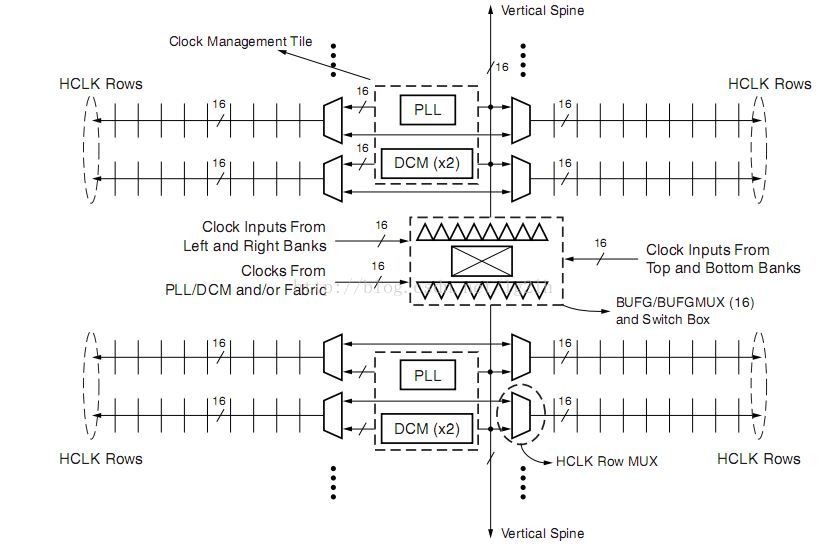 Vertical Spine
Clock Management Tile
16
HCLK Rows
HCLK Rows
16
16
PLL
16
16
DCM (x2)
16
16
16
Clock Inputs From
Left and Right Banks
16
Clocks From
PLL/DCM and/or Fabric
16
16
Clock Inputs From
Top and Bottom Banks
BUFG/BUFGMUX (16)
and Switch Box
16
16
PLL
16
16
DCM (x2)
HCLK Rows
HCLK Rows
HCLK Row MUX
Vertical Spine